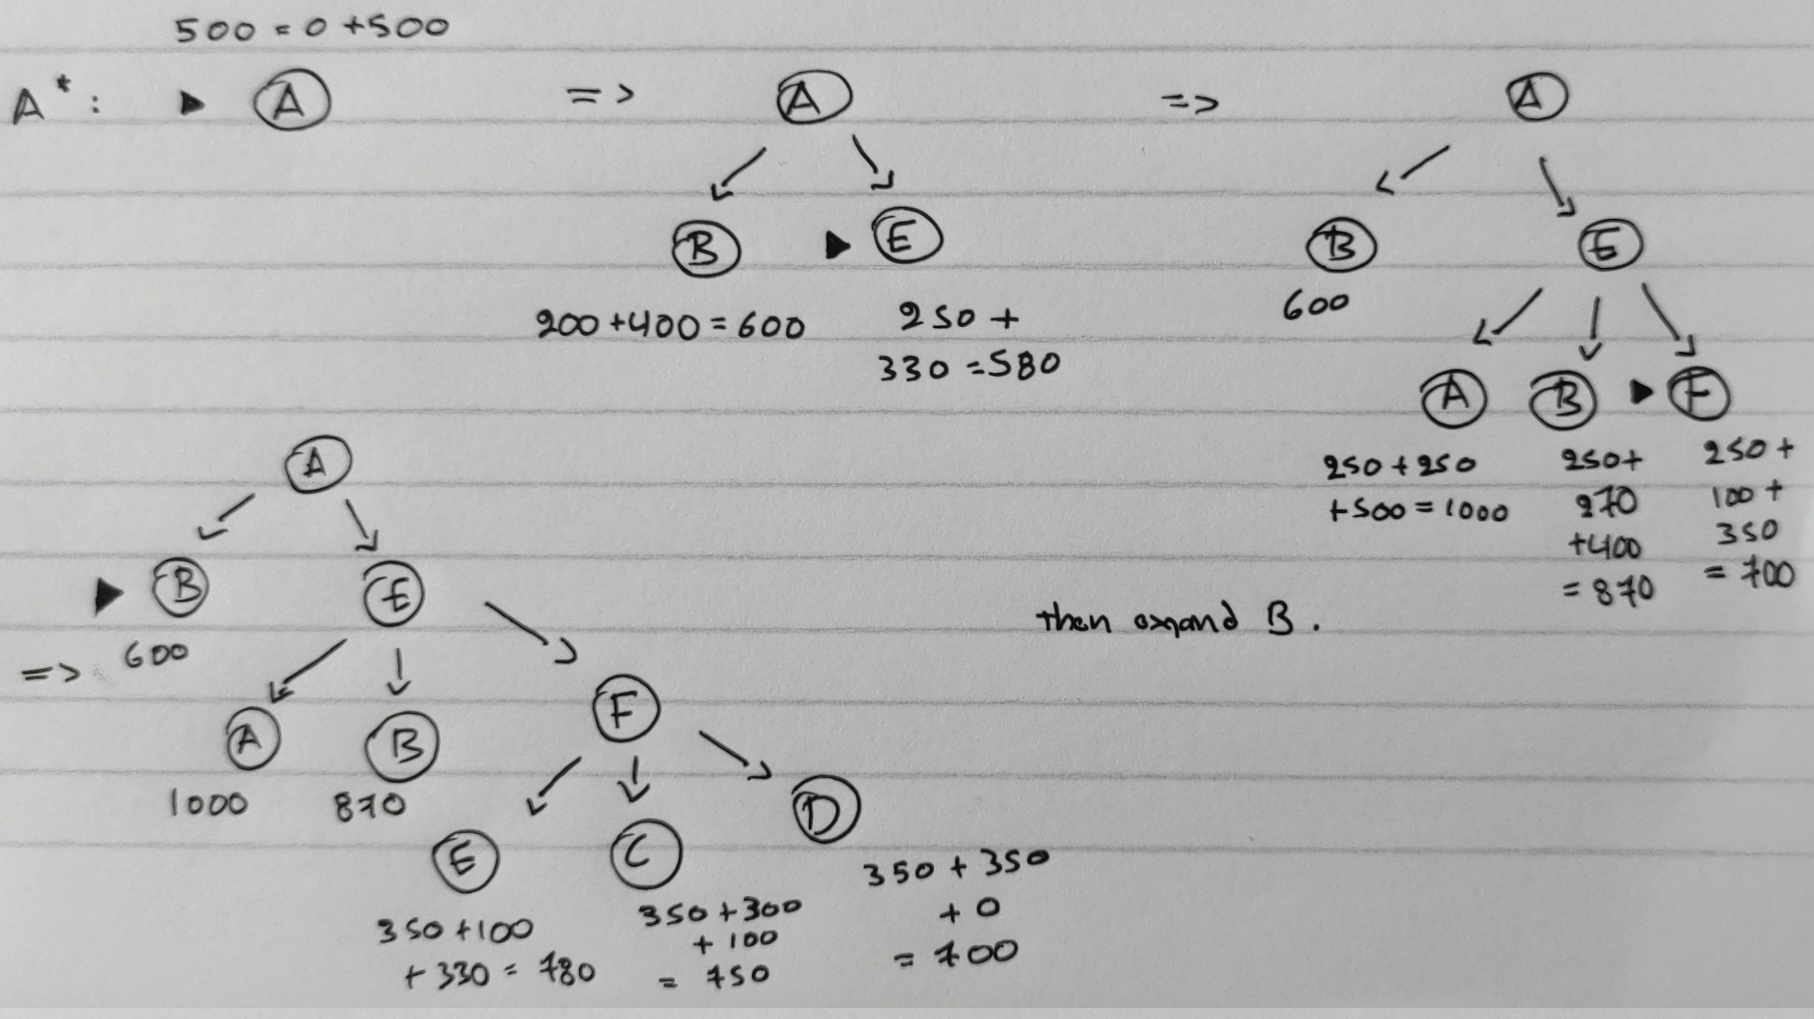 500 = 0 + 500
A* : ▶ A => A => A
B ▶ E
200 + 400 = 600
250 +
330 = 580
B E
600
A B ▶ F
250 + 250
+ 500 = 1000
250 +
270
+ 400
= 870
250 +
100 +
350
= 700
A
▶ B E
=> 600
then expand B.
A B F
1000 870
E C D
350 + 100
+ 330 = 780
350 + 300
+ 100
= 750
350 + 350
+ 0
= 700